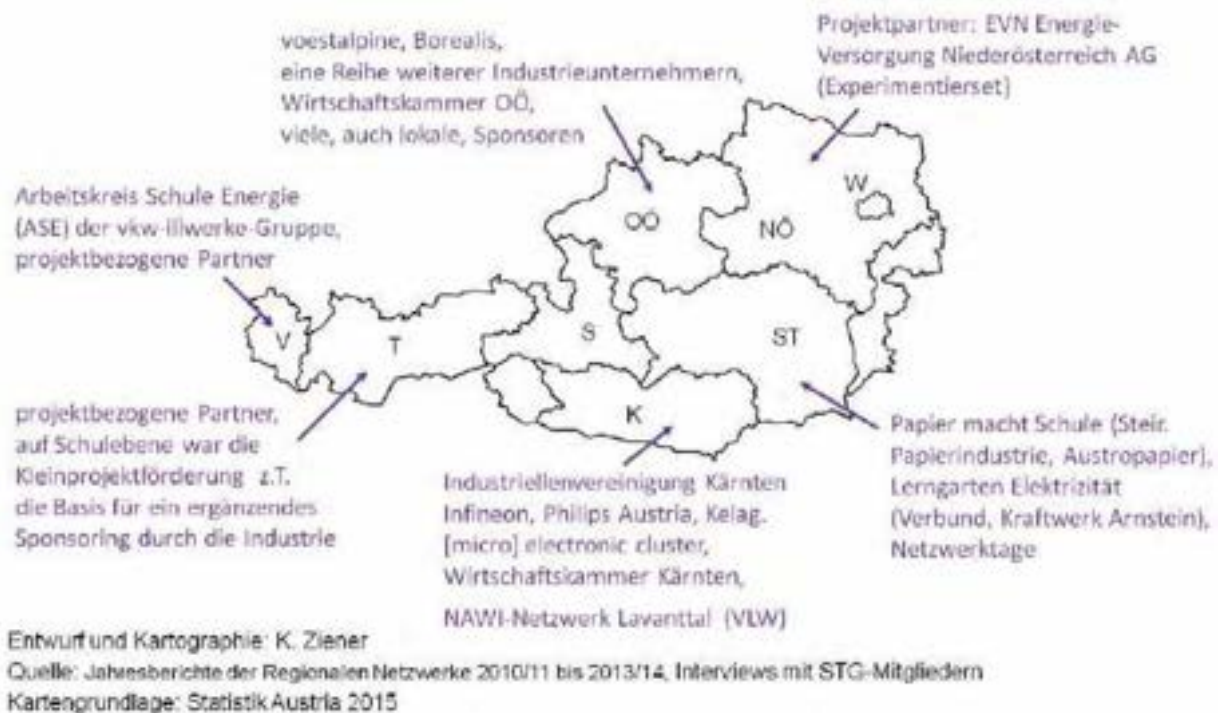 voestalpine, Borealis,
eine Reihe weiterer Industrieunternehmern,
Wirtschaftskammer OÖ,
viele, auch lokale, Sponsoren
Projektpartner: EVN Energie-
Versorgung Niederösterreich AG
(Experimentierset)
Arbeitskreis Schule Energie
(ASE) der vkw-illwerke-Gruppe,
projektbezogene Partner
W
OÖ
NÖ
V
T
S
ST
K
projektbezogene Partner,
auf Schulebene war die
Kleinprojektförderung z.T.
die Basis für ein ergänzendes
Sponsoring durch die Industrie
Industriellenvereinigung Kärnten
Infineon, Philips Austria, Kelag.
[micro] electronic cluster,
Wirtschaftskammer Kärnten,
NAWI-Netzwerk Lavanttal (VLW)
Papier macht Schule (Steir.
Papierindustrie, Austropapier),
Lerngarten Elektrizität
(Verbund, Kraftwerk Arnstein),
Netzwerktage
Entwurf und Kartographie: K. Ziener
Quelle: Jahresberichte der Regionalen Netzwerke 2010/11 bis 2013/14, Interviews mit STG-Mitgliedern
Kartengrundlage: Statistik Austria 2015